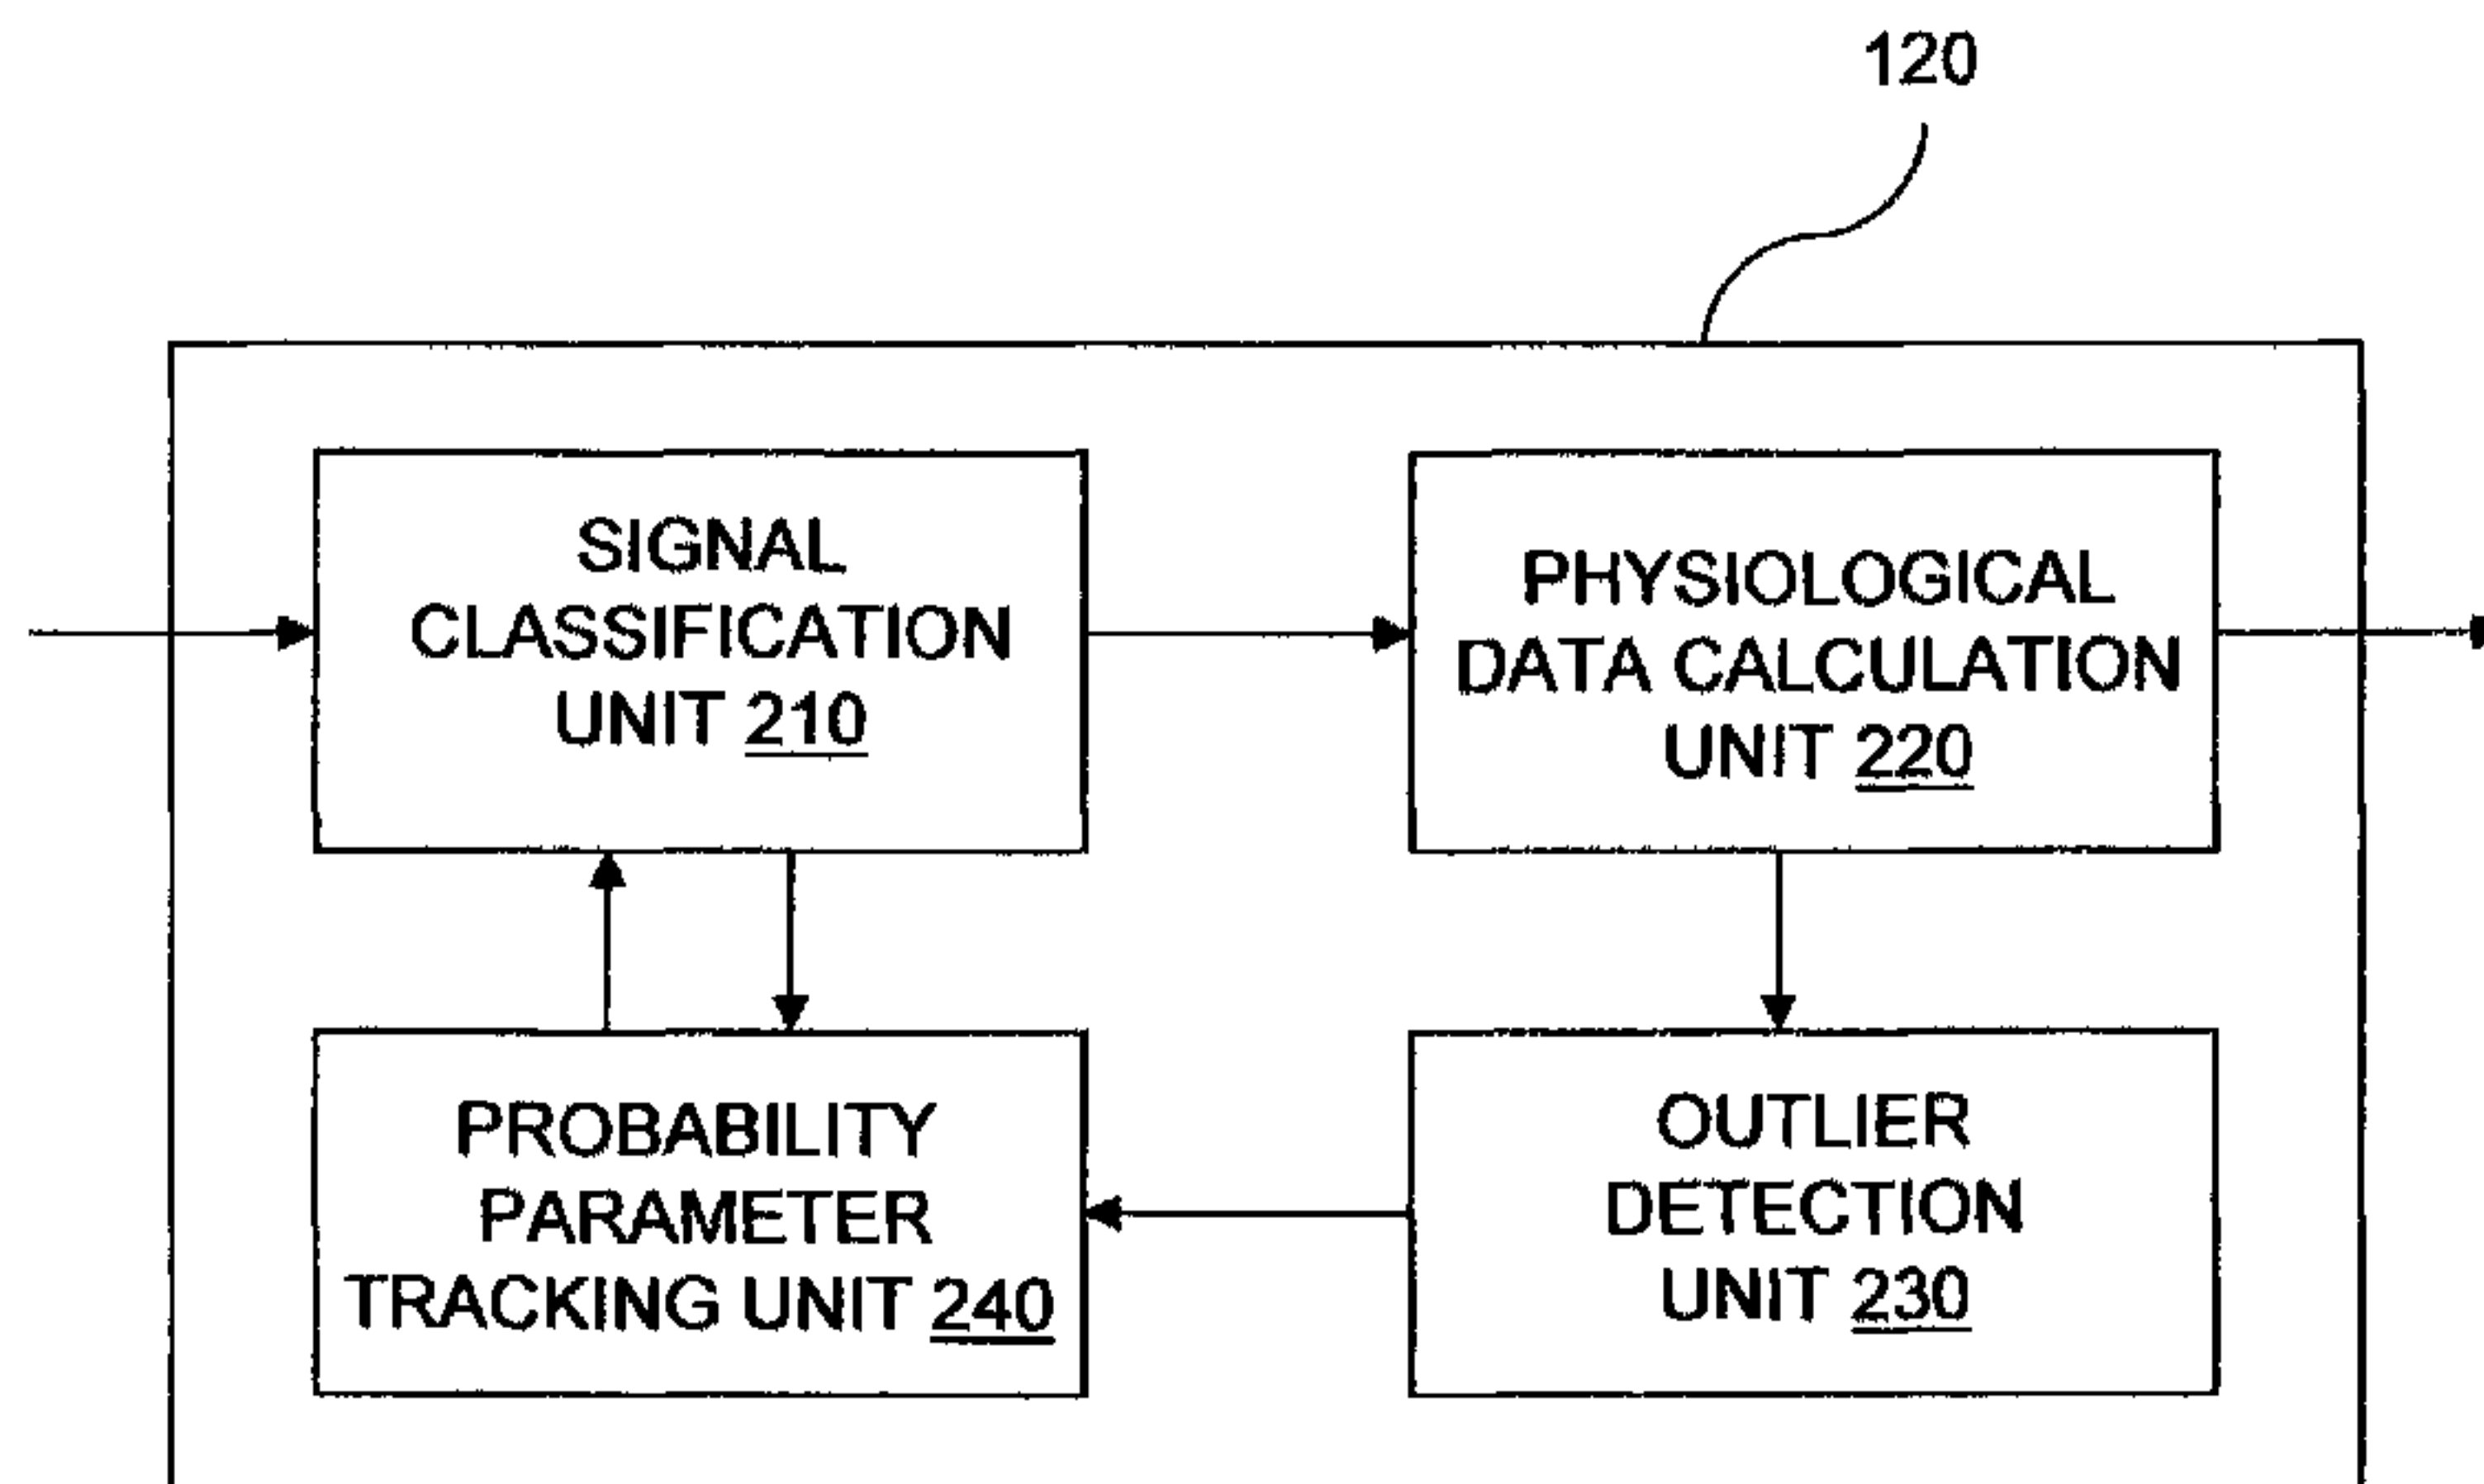 120
SIGNAL
CLASSIFICATION
UNIT 210
PHYSIOLOGICAL
DATA CALCULATION
UNIT 220
PROBABILITY
PARAMETER
TRACKING UNIT 240
OUTLIER
DETECTION
UNIT 230